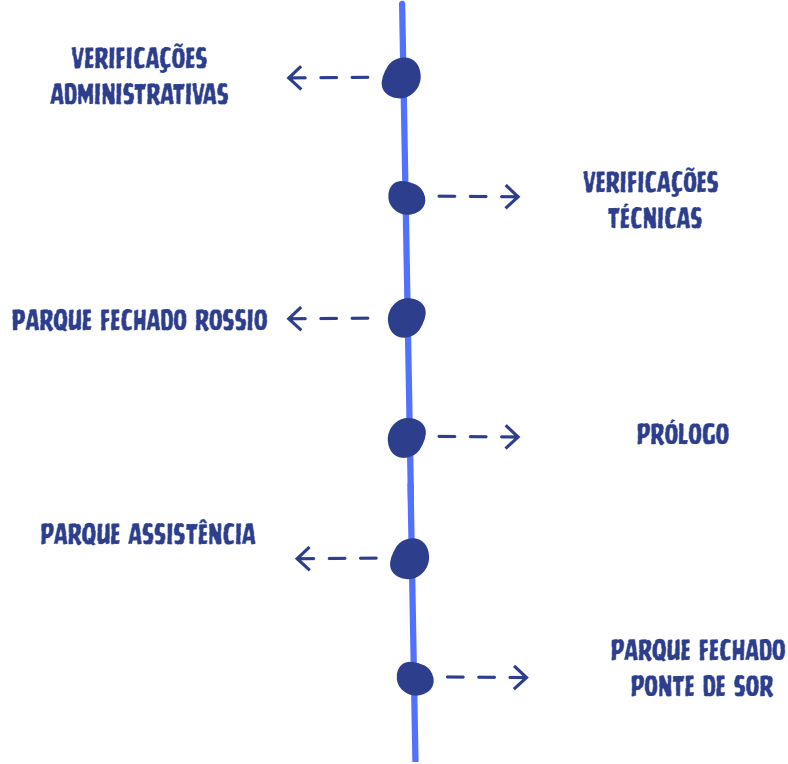 VERIFICAÇÕES
ADMINISTRATIVAS
VERIFICAÇÕES
TÉCNICAS
PARQUE FECHADO ROSSIO
PRÓLOGO
PARQUE ASSISTÊNCIA
PARQUE FECHADO
PONTE DE SOR